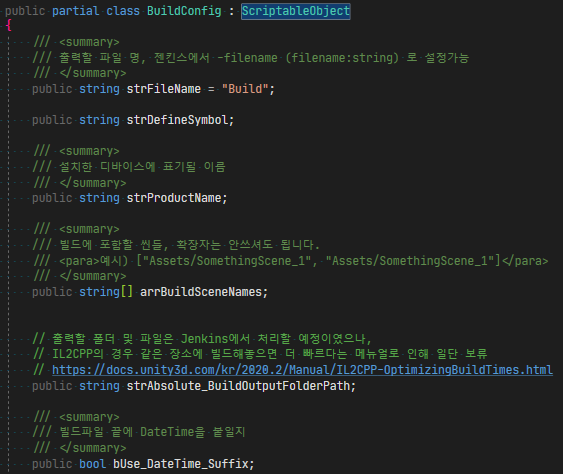 public partial class BuildConfig : ScriptableObject
{
/// <summary>
/// 출력할 파일 명, 젠킨스에서 -filename (filename:string) 로 설정가능
/// </summary>
public string strFileName = "Build";
public string strDefineSymbol;
/// <summary>
/// 설치한 디바이스에 표기될 이름
/// </summary>
public string strProductName;
/// <summary>
/// 빌드에 포함할 씬들, 확장자는 안쓰셔도 됩니다.
/// <para>예시) ["Assets/SomethingScene_1", "Assets/SomethingScene_1"]</para>
/// </summary>
public string[] arrBuildSceneNames;
// 출력할 폴더 및 파일은 Jenkins에서 처리할 예정이였으나,
// IL2CPP의 경우 같은 장소에 빌드해놓으면 더 빠르다는 메뉴얼로 인해 일단 보류
// https://docs.unity3d.com/kr/2020.2/Manual/IL2CPP-OptimizingBuildTimes.html
public string strAbsolute_BuildOutputFolderPath;
/// <summary>
/// 빌드파일 끝에 DateTime을 붙일지
/// </summary>
public bool bUse_DateTime_Suffix;